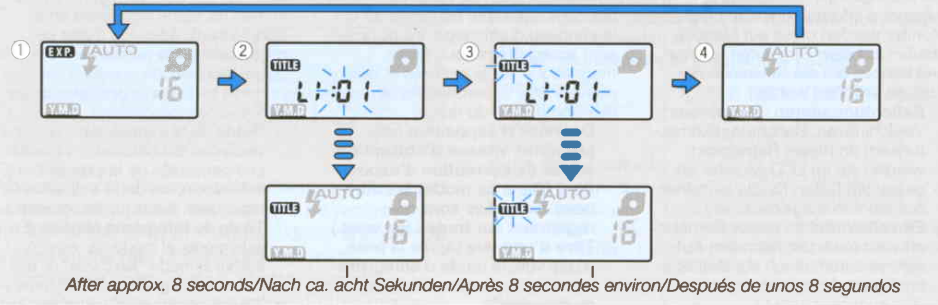 ① EXP. AUTO 16 Y.M.D
② TITLE L1:01 Y.M.D
③ TITLE L1:01 Y.M.D
④ AUTO 16 Y.M.D
TITLE AUTO 16 Y.M.D
TITLE AUTO 16 Y.M.D
After approx. 8 seconds/Nach ca. acht Sekunden/Après 8 secondes environ/Después de unos 8 segundos